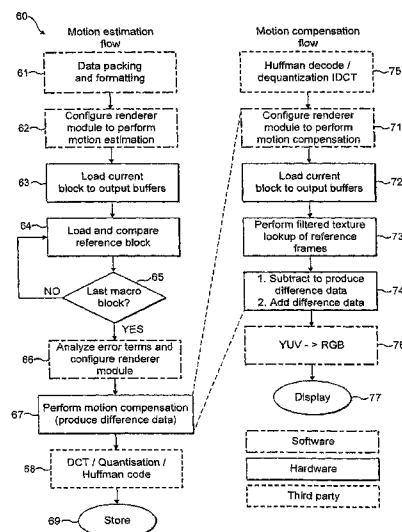 60
Motion estimation
flow
61
Data packing
and formatting
62
Configure renderer
module to perform
motion estimation
63
Load current
block to output buffers
64
Load and compare
reference block
65
Last macro
block?
NO
YES
66
Analyze error terms and
configure renderer
module
67
Perform motion compensation
(produce difference data)
68
DCT / Quantisation /
Huffman code
69
Store
Motion compensation
flow
Huffman decode /
dequantization IDCT
75
Configure renderer
module to perform
motion compensation
71
Load current
block to output buffers
72
Perform filtered texture
lookup of reference
frames
73
1. Subtract to produce
difference data
2. Add difference data
74
YUV -> RGB
76
Display
77
Software
Hardware
Third party